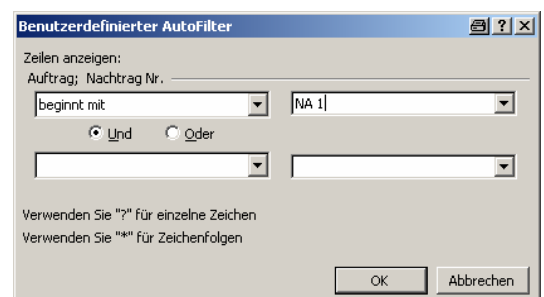 Benutzerdefinierter AutoFilter
Zeilen anzeigen:
Auftrag; Nachtrag Nr.
beginnt mit NA 1
Und Oder
Verwenden Sie "?" für einzelne Zeichen
Verwenden Sie "*" für Zeichenfolgen
OK Abbrechen